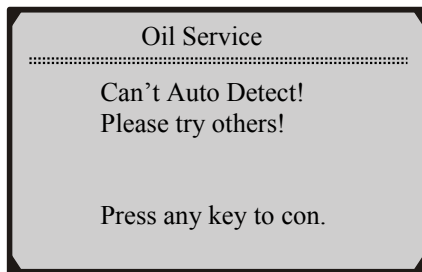 Oil Service
Can’t Auto Detect!
Please try others!
Press any key to con.